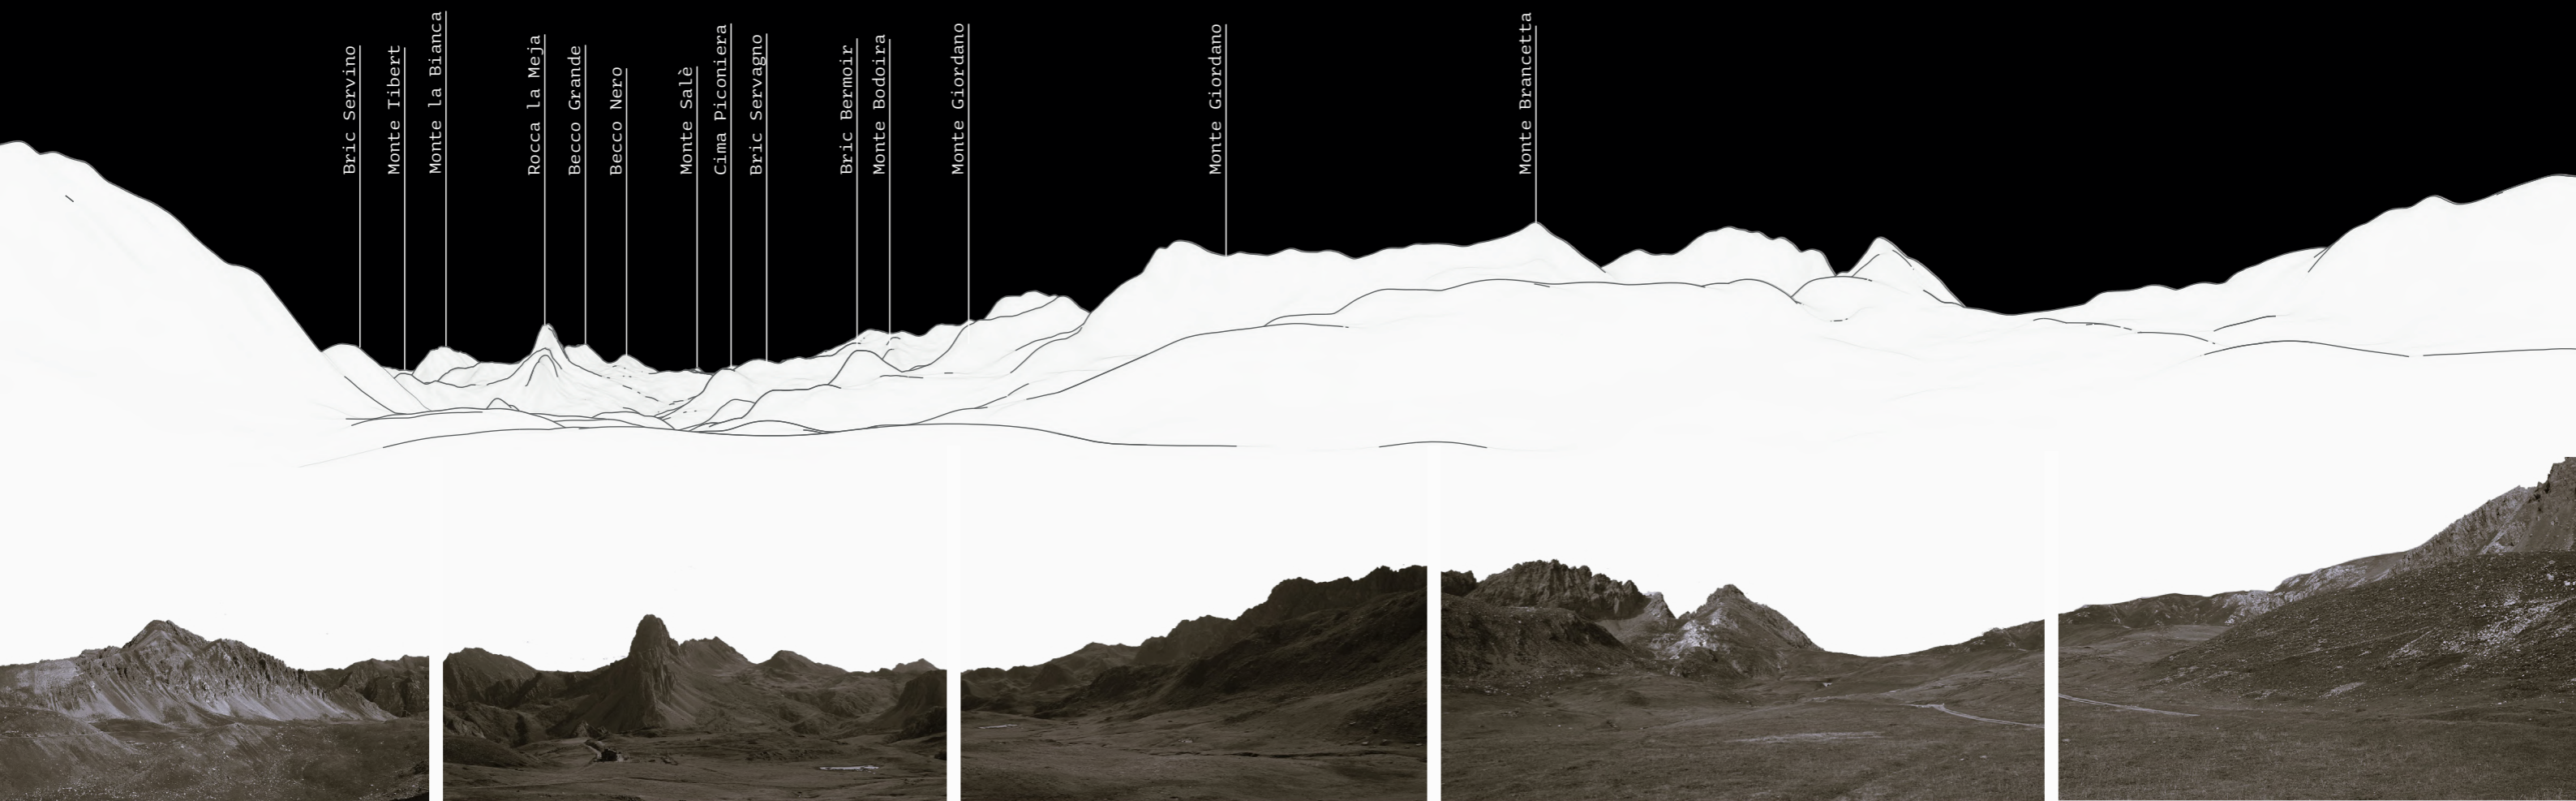 Bric Servino
Monte Tibert
Monte la Bianca
Rocca la Meja
Becco Grande
Becco Nero
Monte Salè
Cima Piconiera
Bric Servagno
Bric Bermoir
Monte Bodoira
Monte Giordano
Monte Giordano
Monte Brancetta